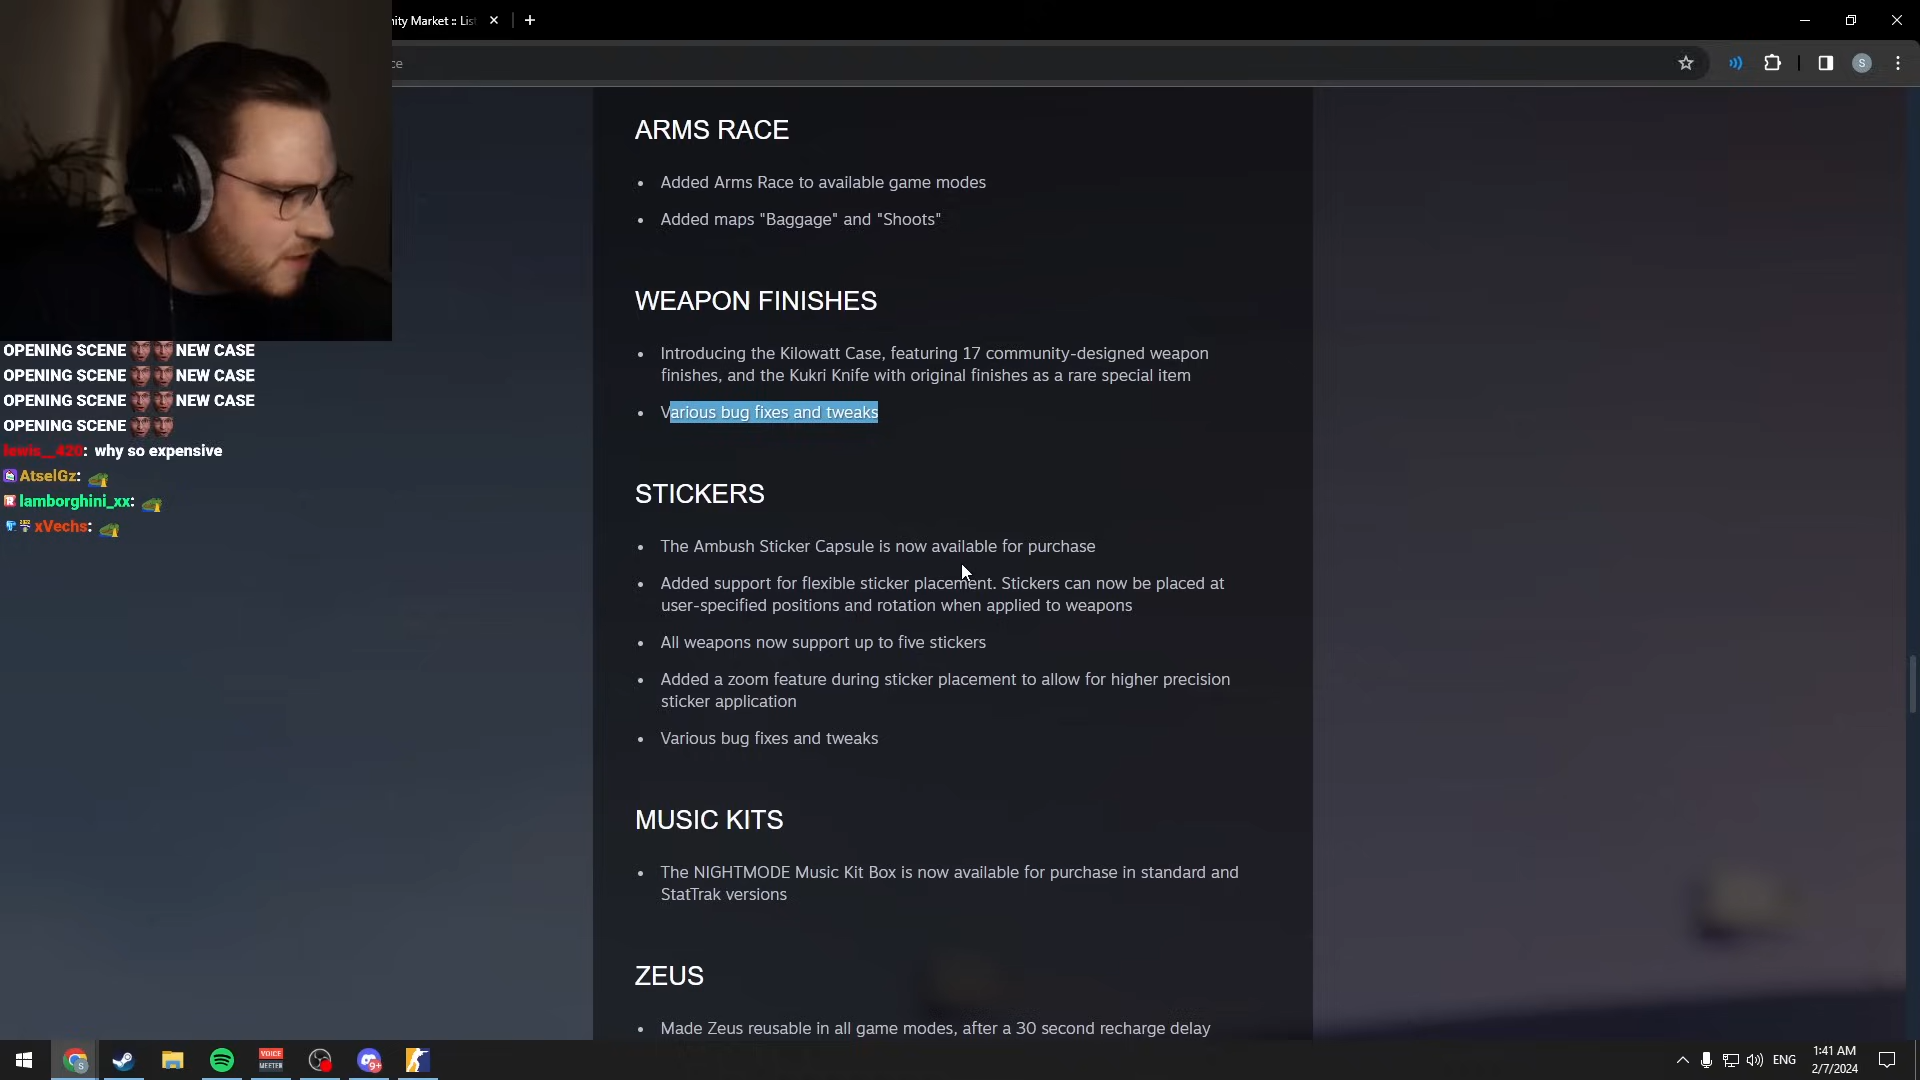 nity Market :: List
ce
S
ARMS RACE
Added Arms Race to available game modes
Added maps "Baggage" and "Shoots"
WEAPON FINISHES
Introducing the Kilowatt Case, featuring 17 community-designed weapon
finishes, and the Kukri Knife with original finishes as a rare special item
Various bug fixes and tweaks
STICKERS
The Ambush Sticker Capsule is now available for purchase
Added support for flexible sticker placement. Stickers can now be placed at
user-specified positions and rotation when applied to weapons
All weapons now support up to five stickers
Added a zoom feature during sticker placement to allow for higher precision
sticker application
Various bug fixes and tweaks
MUSIC KITS
The NIGHTMODE Music Kit Box is now available for purchase in standard and
StatTrak versions
ZEUS
Made Zeus reusable in all game modes, after a 30 second recharge delay
OPENING SCENE NEW CASE
OPENING SCENE NEW CASE
OPENING SCENE NEW CASE
OPENING SCENE
lewis__420: why so expensive
AtselGz:
lamborghini_xx:
xVechs:
VOICE
MEETER
9+
ENG
1:41 AM
2/7/2024